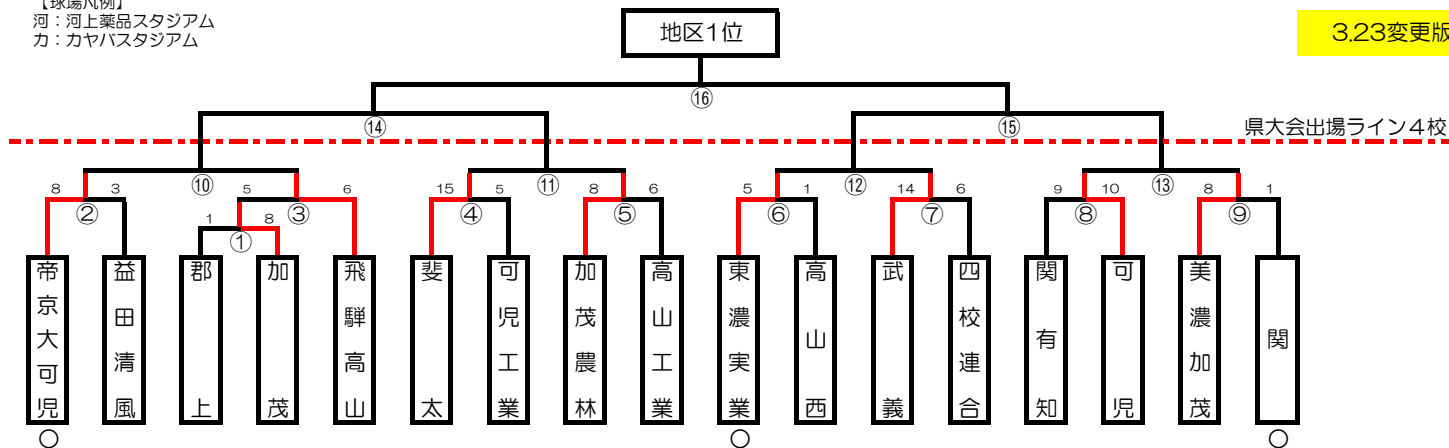 【球場凡例】
河：河上薬品スタジアム
カ：カヤバスタジアム
地区1位
3.23変更版
⑯
⑭
⑮
県大会出場ライン４校
⑩
⑪
⑫
⑬
8 3 5 6 15 5 8 6 5 1 14 6 9 10 8 1
② ③ ④ ⑤ ⑥ ⑦ ⑧ ⑨
1 8
①
帝京大可児
益田清風
郡上
加茂
飛騨高山
斐太
可児工業
加茂農林
高山工業
東濃実業
高山西
武義
四校連合
関有知
可児
美濃加茂
関
○ ○ ○